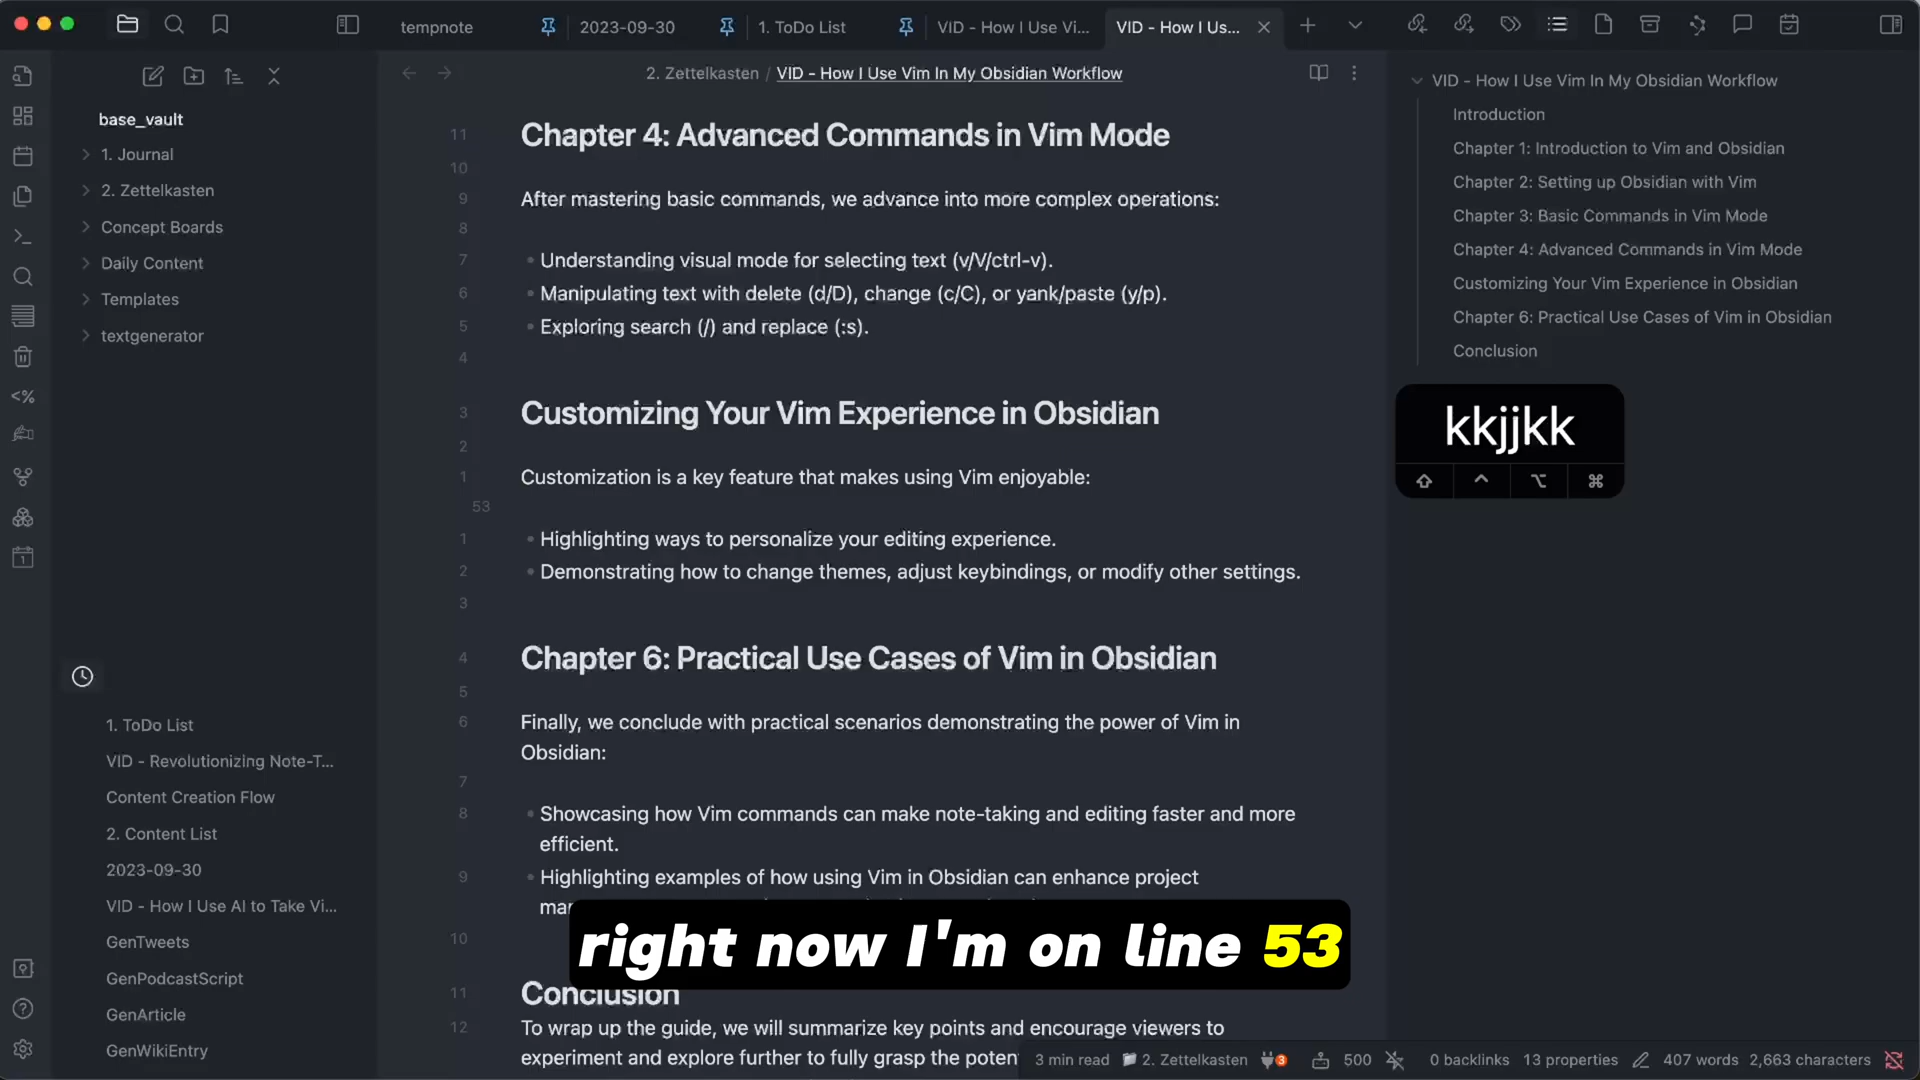 tempnote
2023-09-30
1. ToDo List
VID - How I Use Vi...
VID - How I Us...
base_vault
1. Journal
2. Zettelkasten
Concept Boards
Daily Content
Templates
textgenerator
1. ToDo List
VID - Revolutionizing Note-T...
Content Creation Flow
2. Content List
2023-09-30
VID - How I Use AI to Take Vi...
GenTweets
GenPodcastScript
GenArticle
GenWikiEntry
2. Zettelkasten / VID - How I Use Vim In My Obsidian Workflow
11 Chapter 4: Advanced Commands in Vim Mode
10
9 After mastering basic commands, we advance into more complex operations:
8
7 • Understanding visual mode for selecting text (v/V/ctrl-v).
6 • Manipulating text with delete (d/D), change (c/C), or yank/paste (y/p).
5 • Exploring search (/) and replace (:s).
4
3 Customizing Your Vim Experience in Obsidian
2
1 Customization is a key feature that makes using Vim enjoyable:
53
1 • Highlighting ways to personalize your editing experience.
2 • Demonstrating how to change themes, adjust keybindings, or modify other settings.
3
4 Chapter 6: Practical Use Cases of Vim in Obsidian
5
6 Finally, we conclude with practical scenarios demonstrating the power of Vim in
Obsidian:
7
8 • Showcasing how Vim commands can make note-taking and editing faster and more
efficient.
9 • Highlighting examples of how using Vim in Obsidian can enhance project
10
right now I'm on line 53
11 Conclusion
12 To wrap up the guide, we will summarize key points and encourage viewers to
experiment and explore further to fully grasp the poten
VID - How I Use Vim In My Obsidian Workflow
Introduction
Chapter 1: Introduction to Vim and Obsidian
Chapter 2: Setting up Obsidian with Vim
Chapter 3: Basic Commands in Vim Mode
Chapter 4: Advanced Commands in Vim Mode
Customizing Your Vim Experience in Obsidian
Chapter 6: Practical Use Cases of Vim in Obsidian
Conclusion
kkjjkk
⇧ ^ ⌥ ⌘
3 min read 2. Zettelkasten 3 500 0 backlinks 13 properties 407 words 2,663 characters